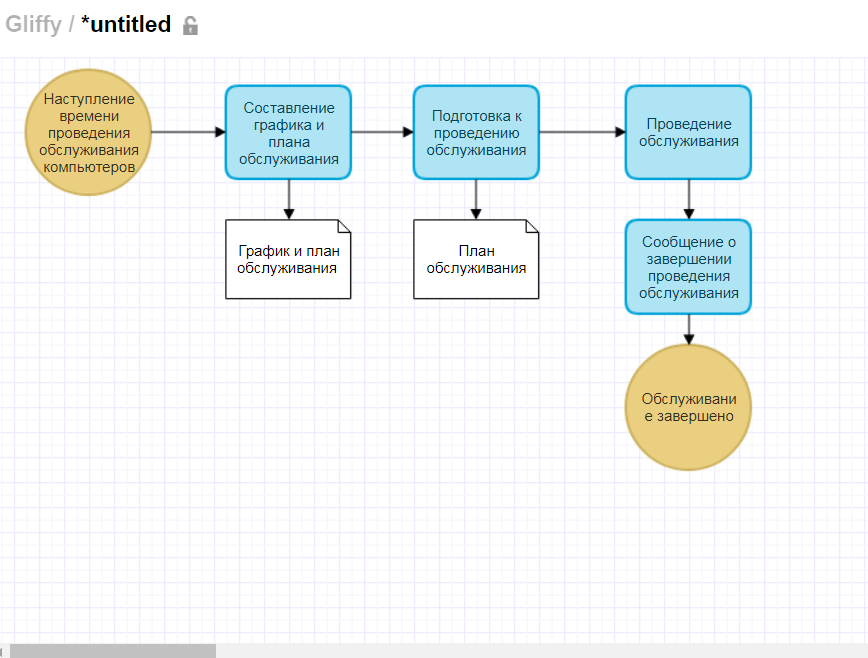 Gliffy / *untitled
Наступление
времени
проведения
обслуживания
компьютеров
Составление
графика и
плана
обслуживания
Подготовка к
проведению
обслуживания
Проведение
обслуживания
График и план
обслуживания
План
обслуживания
Сообщение о
завершении
проведения
обслуживания
Обслуживани
е завершено